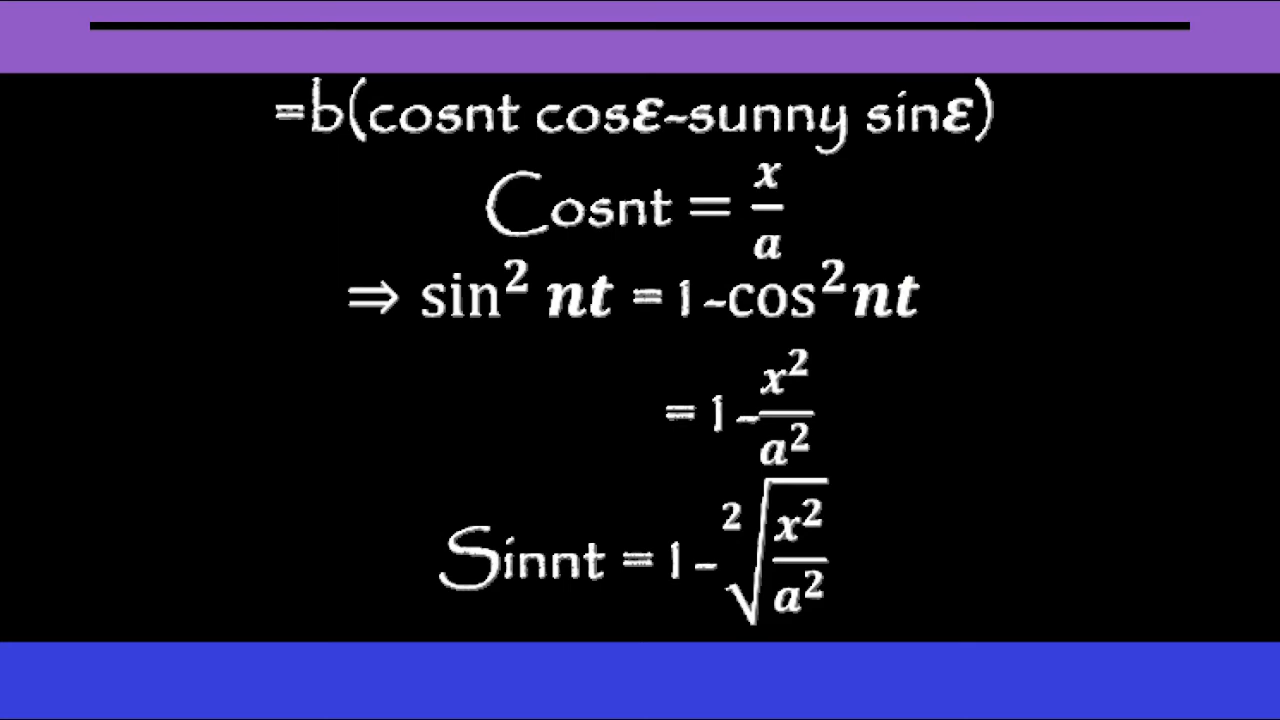 =b(cosnt cosε-sunny sinε)
Cosnt = x/a
⇒ sin² nt = 1-cos²nt
= 1-x²/a²
Sinnt = 1-²√(x²/a²)